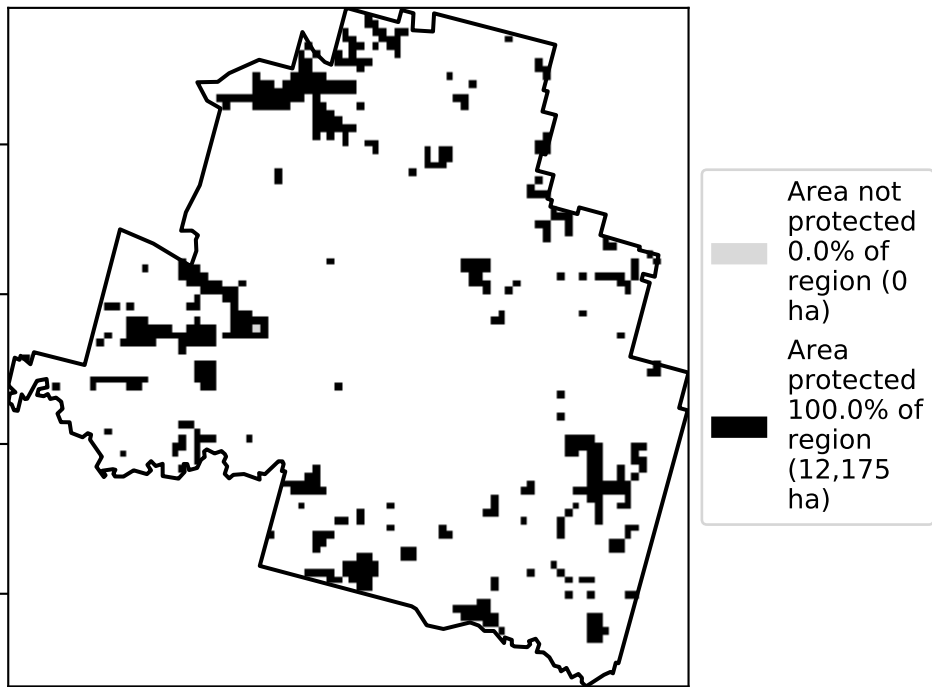 Area not
protected
0.0% of
region (0
ha)
Area
protected
100.0% of
region
(12,175
ha)